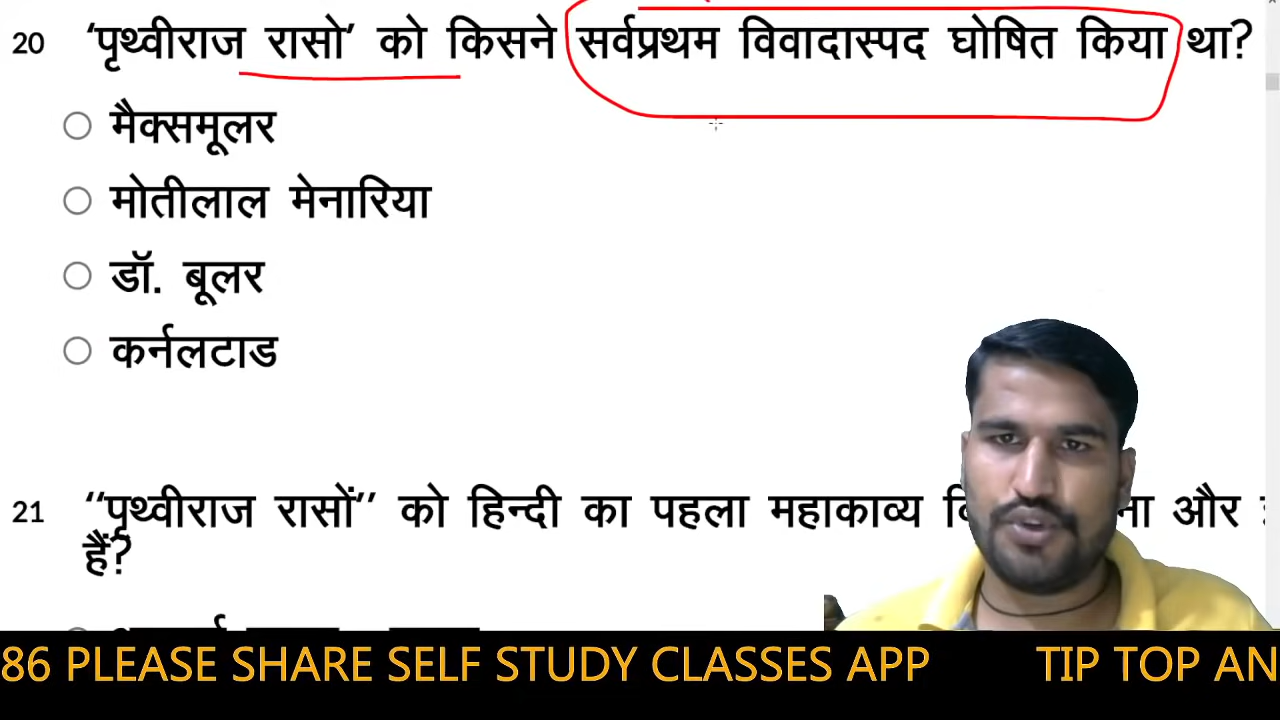 20 ‘पृथ्वीराज रासो’ को किसने सर्वप्रथम विवादास्पद घोषित किया था?
मैक्समूलर
मोतीलाल मेनारिया
डॉ. बूलर
कर्नलटाड
21 ‘‘पृथ्वीराज रासों’’ को हिन्दी का पहला महाकाव्य और
हैं?
86 PLEASE SHARE SELF STUDY CLASSES APP TIP TOP AN